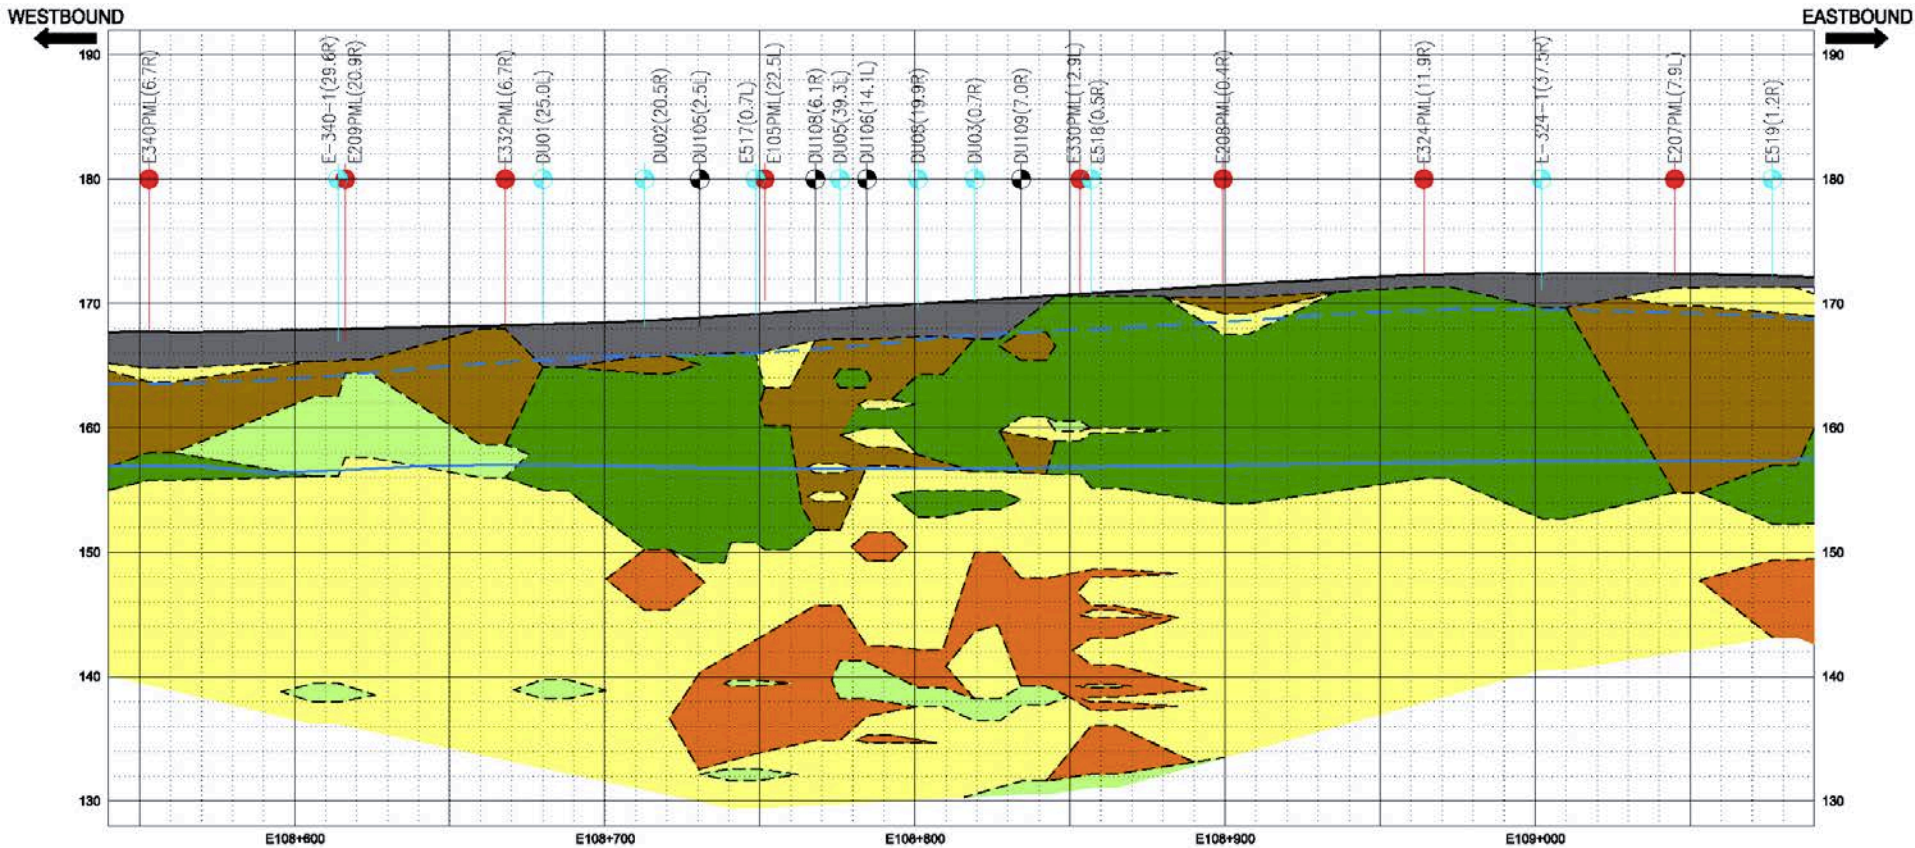 WESTBOUND
EASTBOUND
190
180
170
160
150
140
130
E340PML(6.7R)
E-340-1(29.6R)
E209PML(20.9R)
E332PML(6.7R)
DU01(25.0L)
DU02(20.5R)
DU105(2.5L)
E517(0.7L)
E105PML(22.5L)
DU108(6.1R)
DU05(39.3L)
DU106(14.1L)
DU03(0.7R)
DU109(7.0R)
E330PML(12.9L)
E518(0.5R)
E208PML(0.4R)
E324PML(11.9R)
E-324-1(37.5R)
E207PML(7.9L)
E519(1.2R)
190
180
170
160
150
140
130
E108+600
E108+700
E108+800
E108+900
E109+000